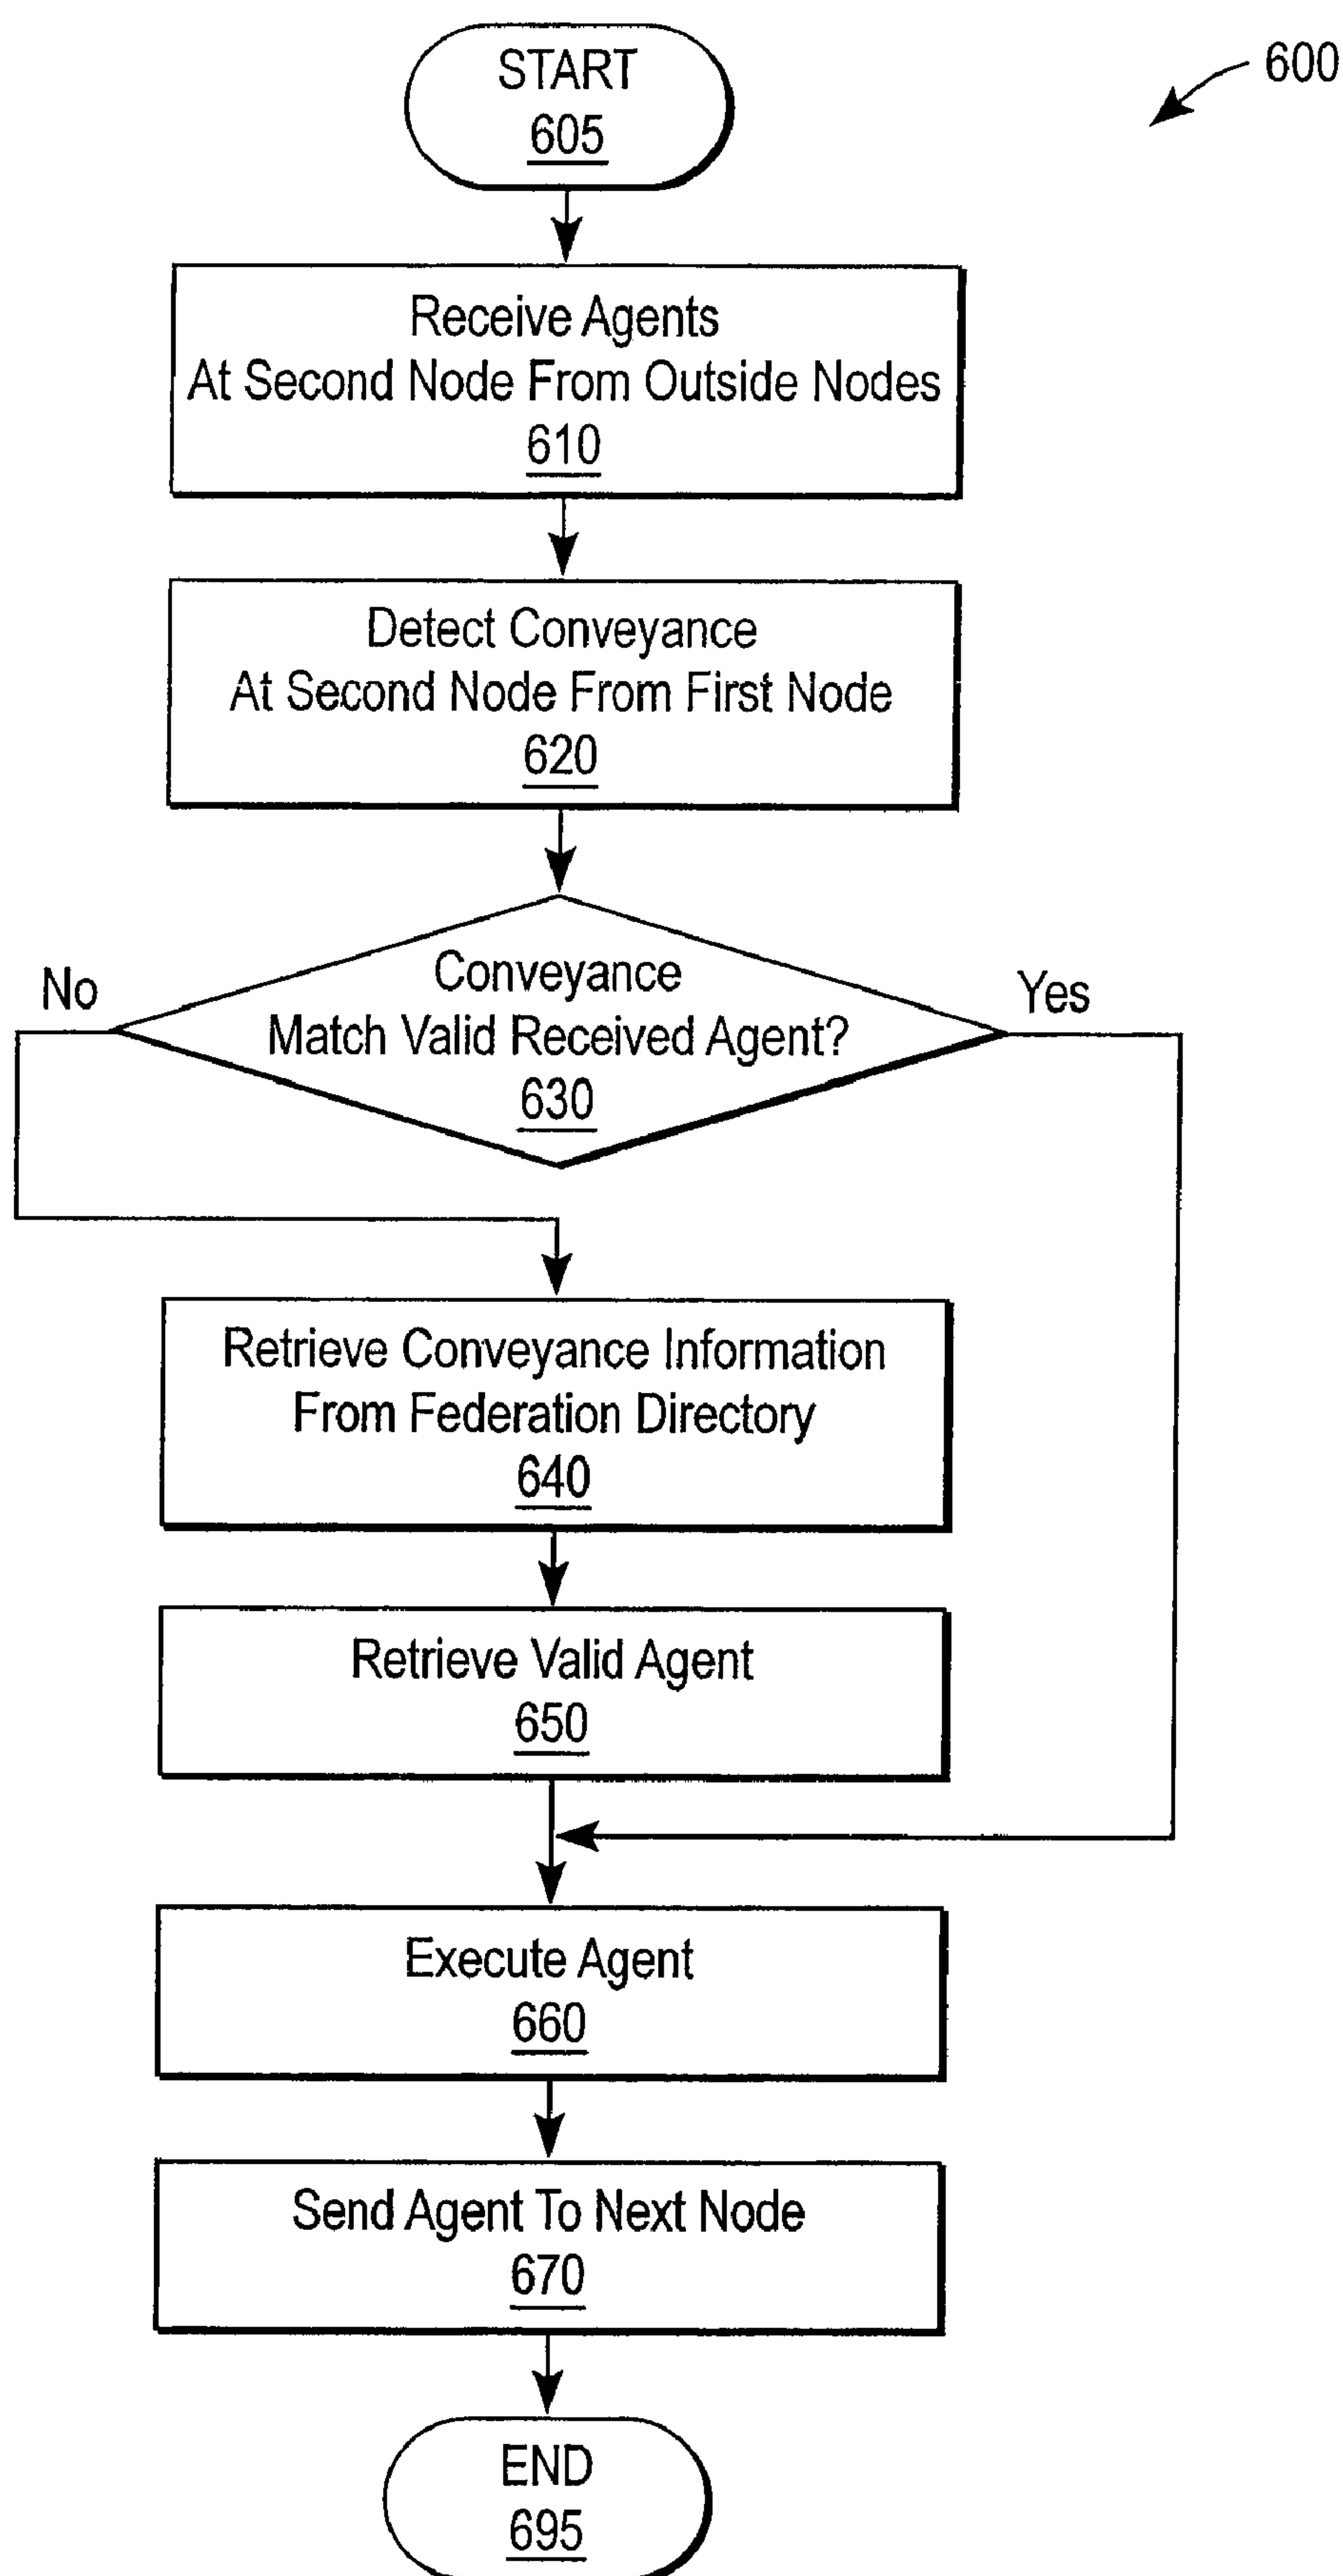 600
START
605
Receive Agents
At Second Node From Outside Nodes
610
Detect Conveyance
At Second Node From First Node
620
No
Yes
Conveyance
Match Valid Received Agent?
630
Retrieve Conveyance Information
From Federation Directory
640
Retrieve Valid Agent
650
Execute Agent
660
Send Agent To Next Node
670
END
695